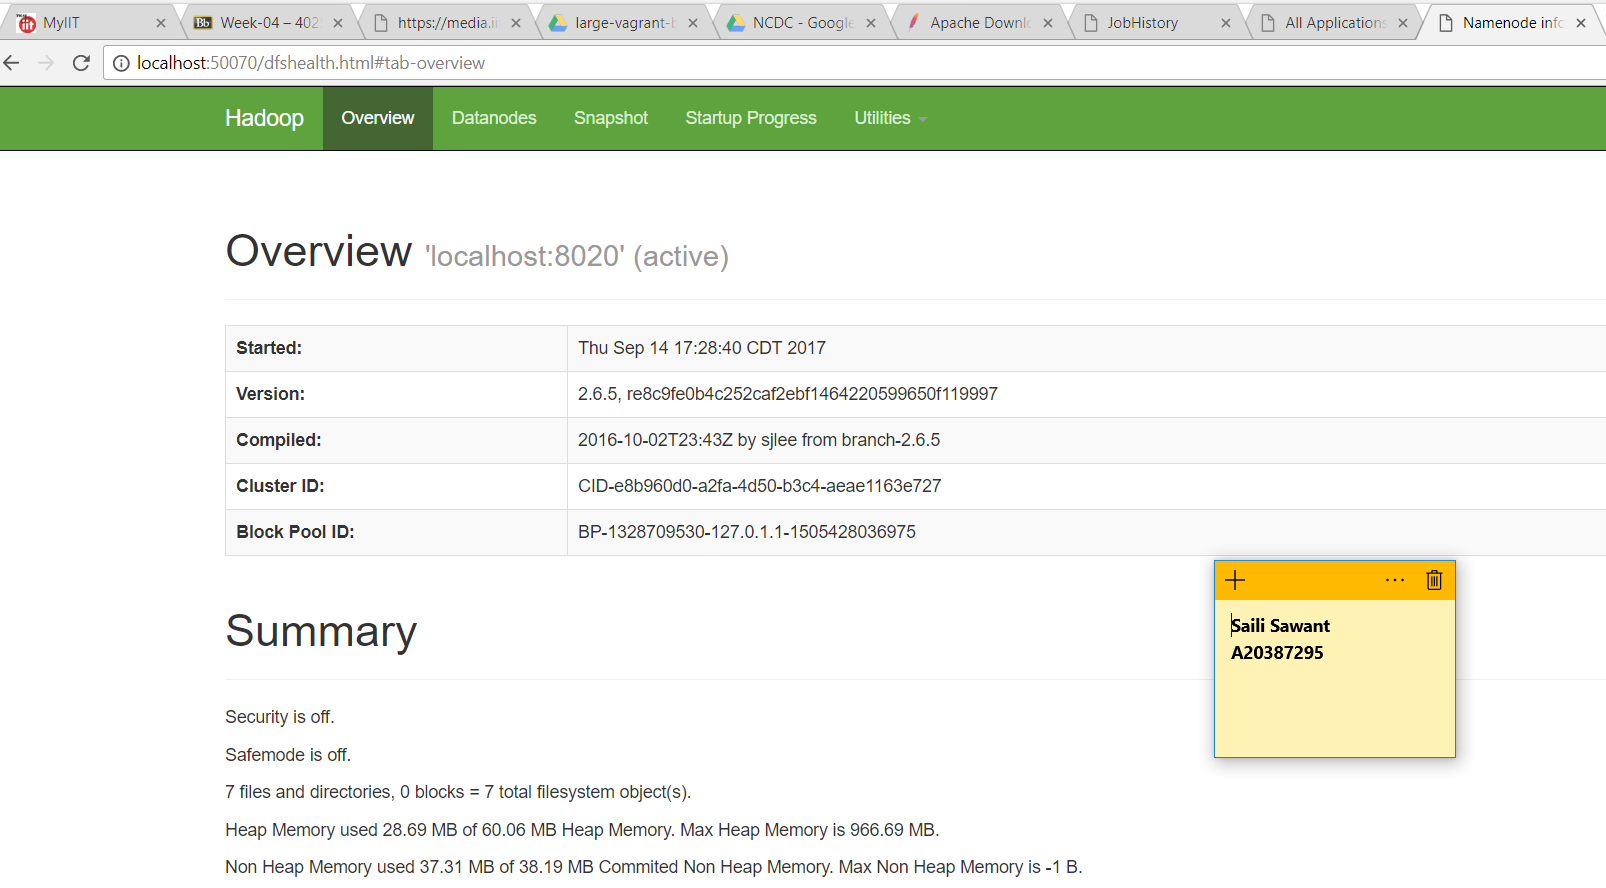 MyIIT
Week-04 – 402
https://media.ii
large-vagrant-b
NCDC - Google
Apache Downlo
JobHistory
All Applications
Namenode info
localhost:50070/dfshealth.html#tab-overview
Hadoop
Overview
Datanodes
Snapshot
Startup Progress
Utilities
Overview 'localhost:8020' (active)
Started: Thu Sep 14 17:28:40 CDT 2017
Version: 2.6.5, re8c9fe0b4c252caf2ebf1464220599650f119997
Compiled: 2016-10-02T23:43Z by sjlee from branch-2.6.5
Cluster ID: CID-e8b960d0-a2fa-4d50-b3c4-aeae1163e727
Block Pool ID: BP-1328709530-127.0.1.1-1505428036975
Saili Sawant
A20387295
Summary
Security is off.
Safemode is off.
7 files and directories, 0 blocks = 7 total filesystem object(s).
Heap Memory used 28.69 MB of 60.06 MB Heap Memory. Max Heap Memory is 966.69 MB.
Non Heap Memory used 37.31 MB of 38.19 MB Commited Non Heap Memory. Max Non Heap Memory is -1 B.